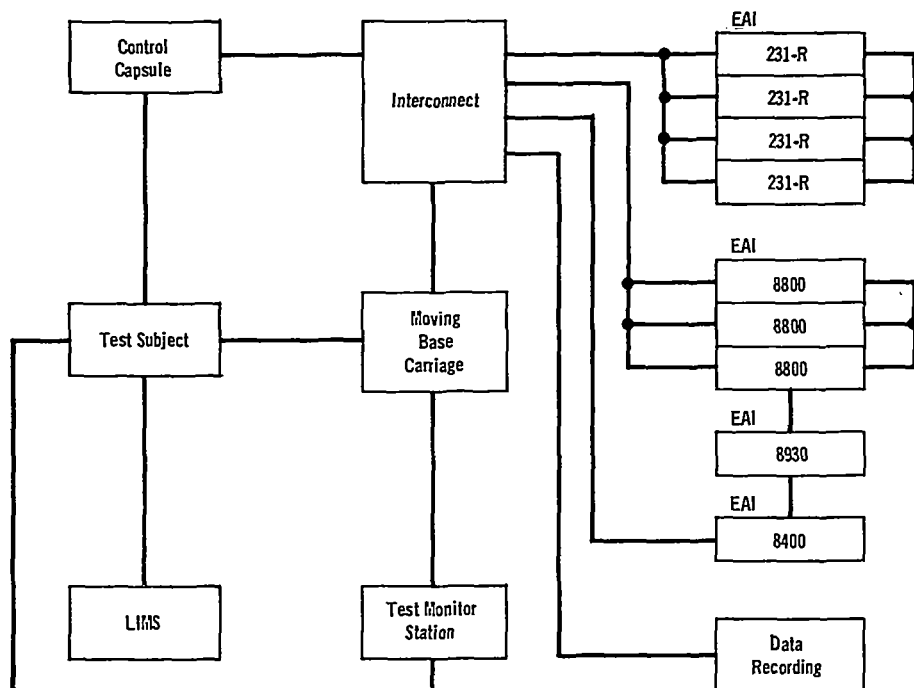 Control
Capsule
Interconnect
EAI
231-R
231-R
231-R
231-R
EAI
8800
8800
8800
Test Subject
Moving
Base
Carriage
EAI
8930
EAI
8400
LIMS
Test Monitor
Station
Data
Recording